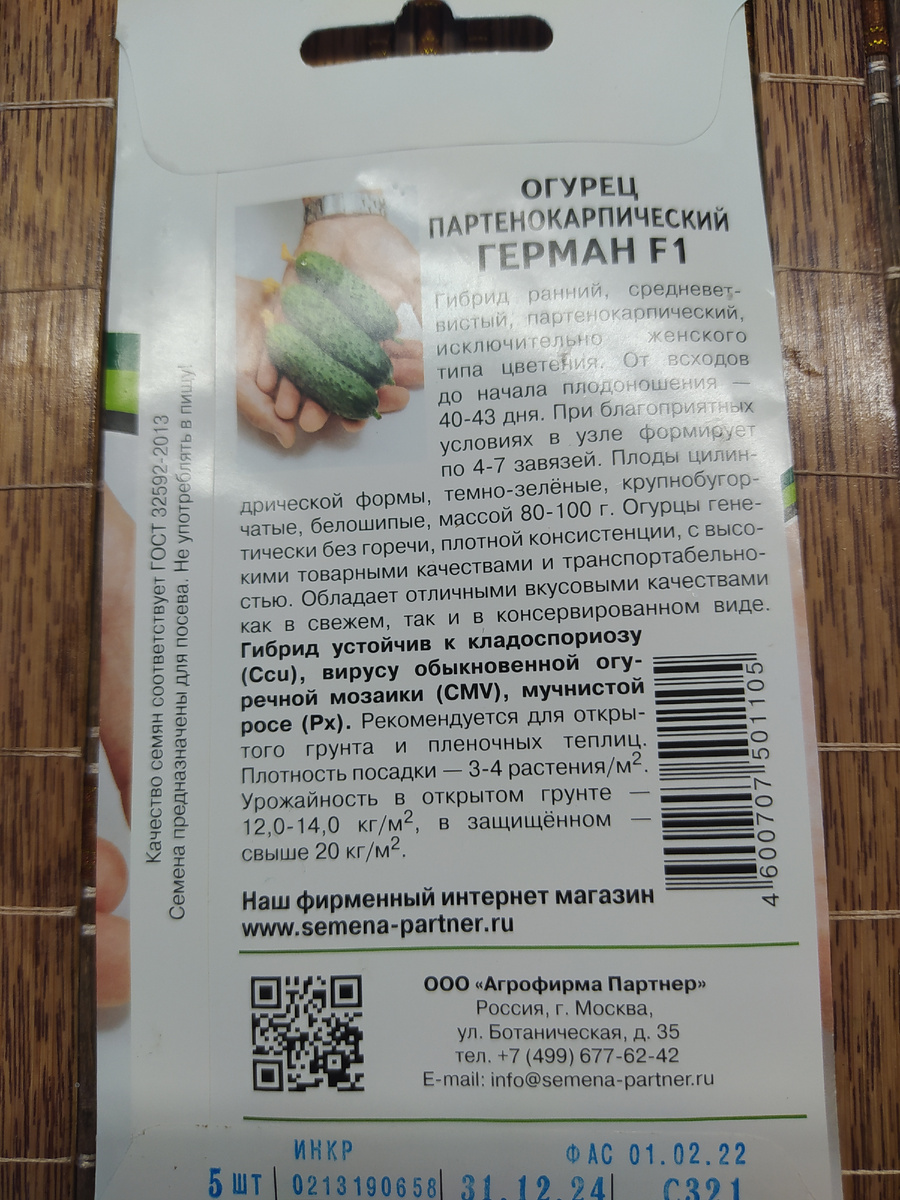 ОГУРЕЦ
ПАРТЕНОКАРПИЧЕСКИЙ
ГЕРМАН F1
Гибрид ранний, средневет-
вистый, партенокарпический,
исключительно женского
типа цветения. От всходов
до начала плодоношения —
40-43 дня. При благоприятных
условиях в узле формирует
по 4-7 завязей. Плоды цилин-
дрической формы, темно-зелёные, крупнобугор-
чатые, белошипые, массой 80-100 г. Огурцы гене-
тически без горечи, плотной консистенции, с высо-
кими товарными качествами и транспортабельно-
стью. Обладает отличными вкусовыми качествами
как в свежем, так и в консервированном виде.
Гибрид устойчив к кладоспориозу
(Ccu), вирусу обыкновенной огу-
речной мозаики (CMV), мучнистой
росе (Px). Рекомендуется для откры-
того грунта и пленочных теплиц.
Плотность посадки — 3-4 растения/м².
Урожайность в открытом грунте —
12,0-14,0 кг/м², в защищённом —
свыше 20 кг/м².
4 600707 501105
Наш фирменный интернет магазин
www.semena-partner.ru
ООО «Агрофирма Партнер»
Россия, г. Москва,
ул. Ботаническая, д. 35
тел. +7 (499) 677-62-42
E-mail: info@semena-partner.ru
Качество семян соответствует ГОСТ 32592-2013
Семена предназначены для посева. Не употреблять в пищу!
ИНКР ФАС 01.02.22
5 ШТ 0213190658 31.12.24 С321